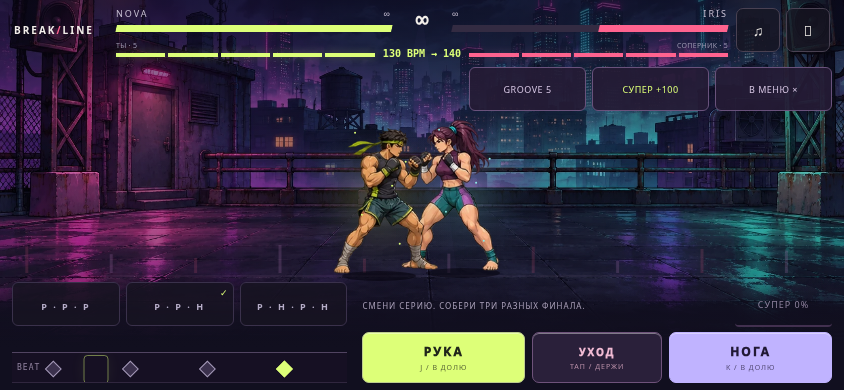 BREAK/LINE
NOVA
∞
∞
∞
IRIS
♫
ТЫ · 5
130 BPM → 140
СОПЕРНИК · 5
GROOVE 5
СУПЕР +100
В МЕНЮ ×
Р · Р · Р
Р · Р · Н ✓
Р · Н · Р · Н
СМЕНИ СЕРИЮ. СОБЕРИ ТРИ РАЗНЫХ ФИНАЛА.
СУПЕР 0%
BEAT
РУКА
J / В ДОЛЮ
УХОД
ТАП / ДЕРЖИ
НОГА
K / В ДОЛЮ